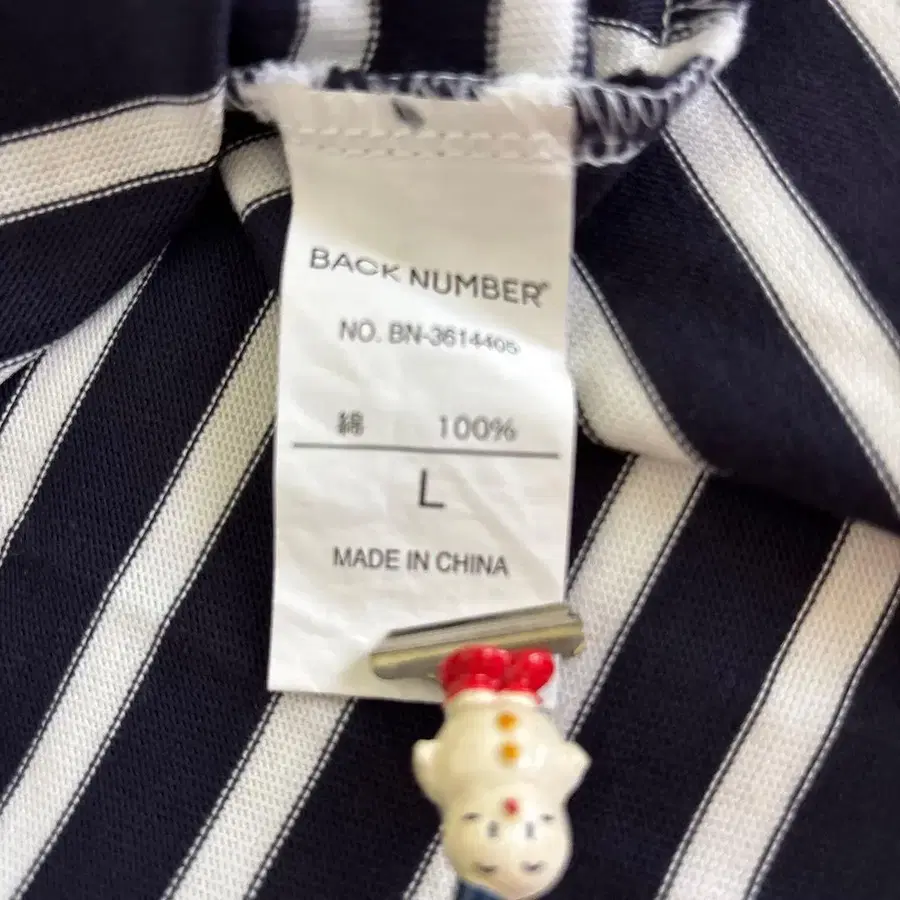 BACK NUMBER®
NO. BN-3614405
綿 100%
L
MADE IN CHINA